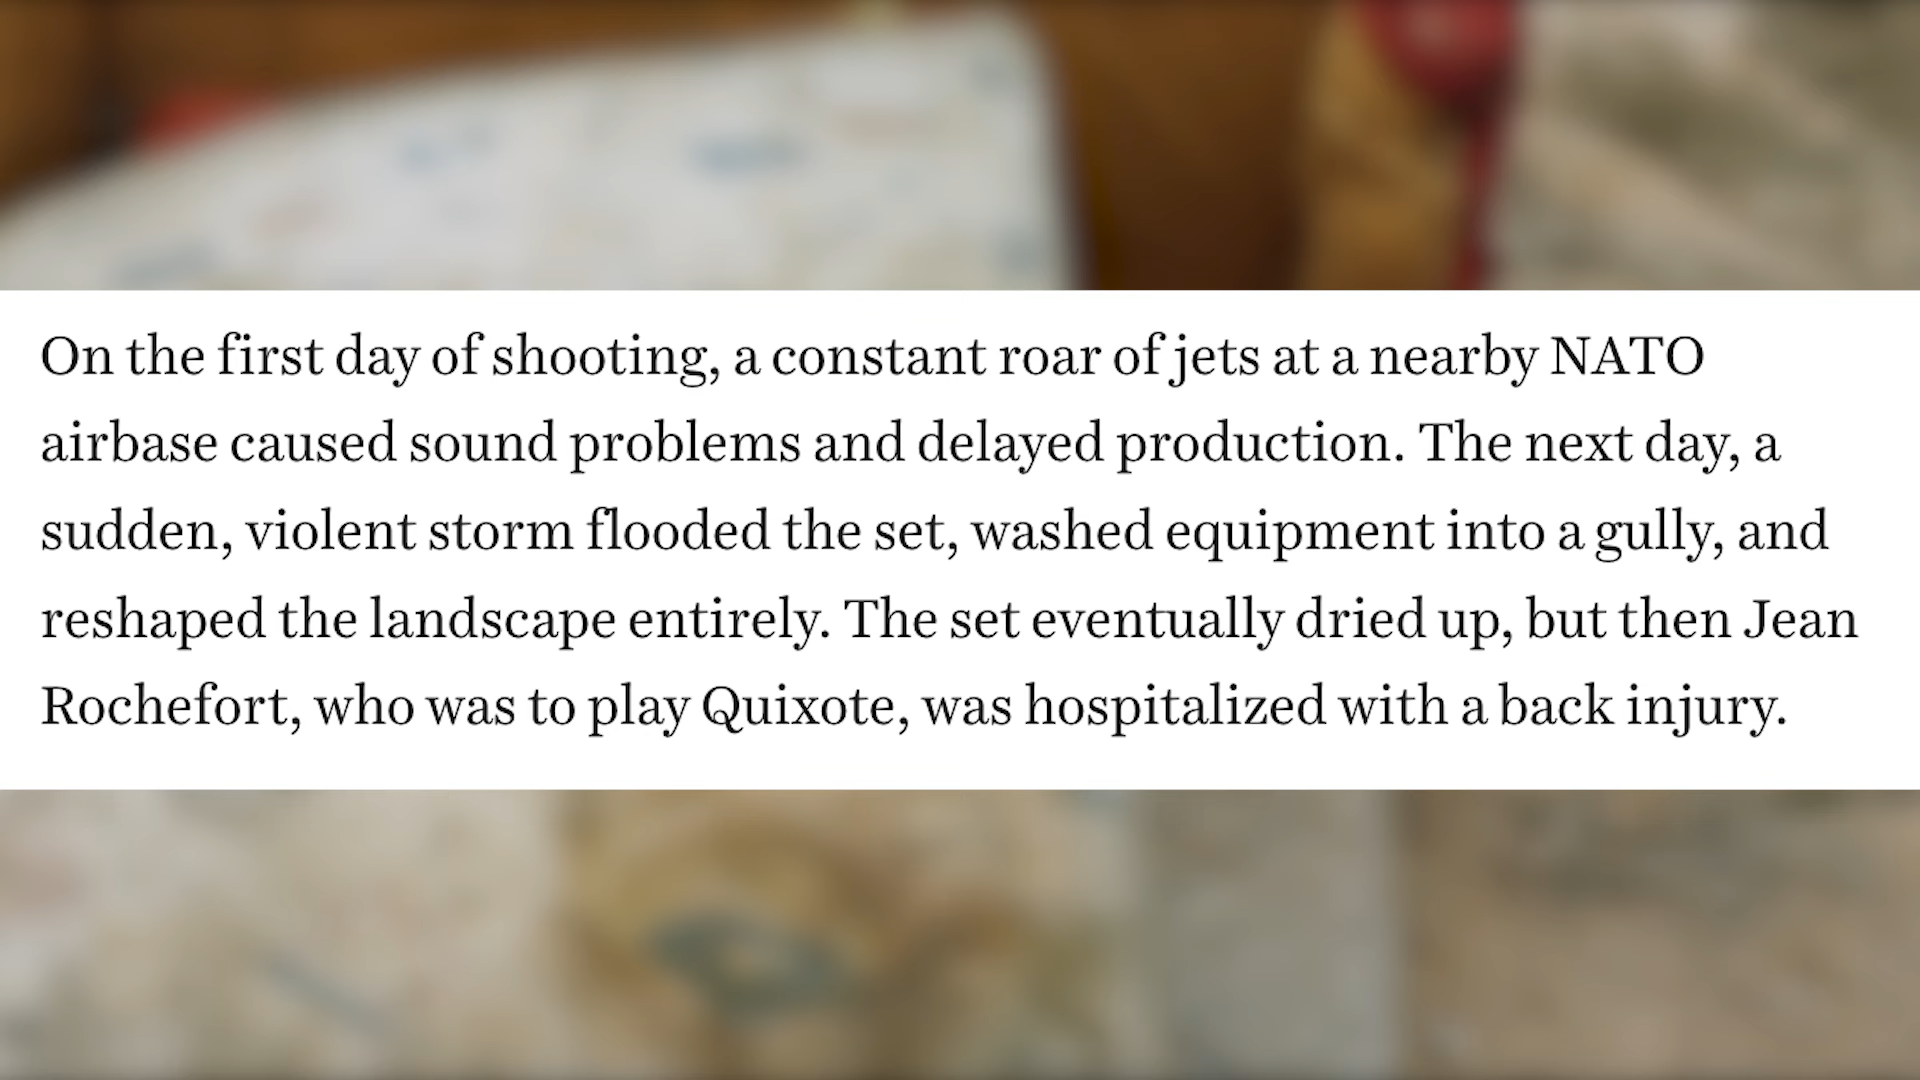 On the first day of shooting, a constant roar of jets at a nearby NATO
airbase caused sound problems and delayed production. The next day, a
sudden, violent storm flooded the set, washed equipment into a gully, and
reshaped the landscape entirely. The set eventually dried up, but then Jean
Rochefort, who was to play Quixote, was hospitalized with a back injury.